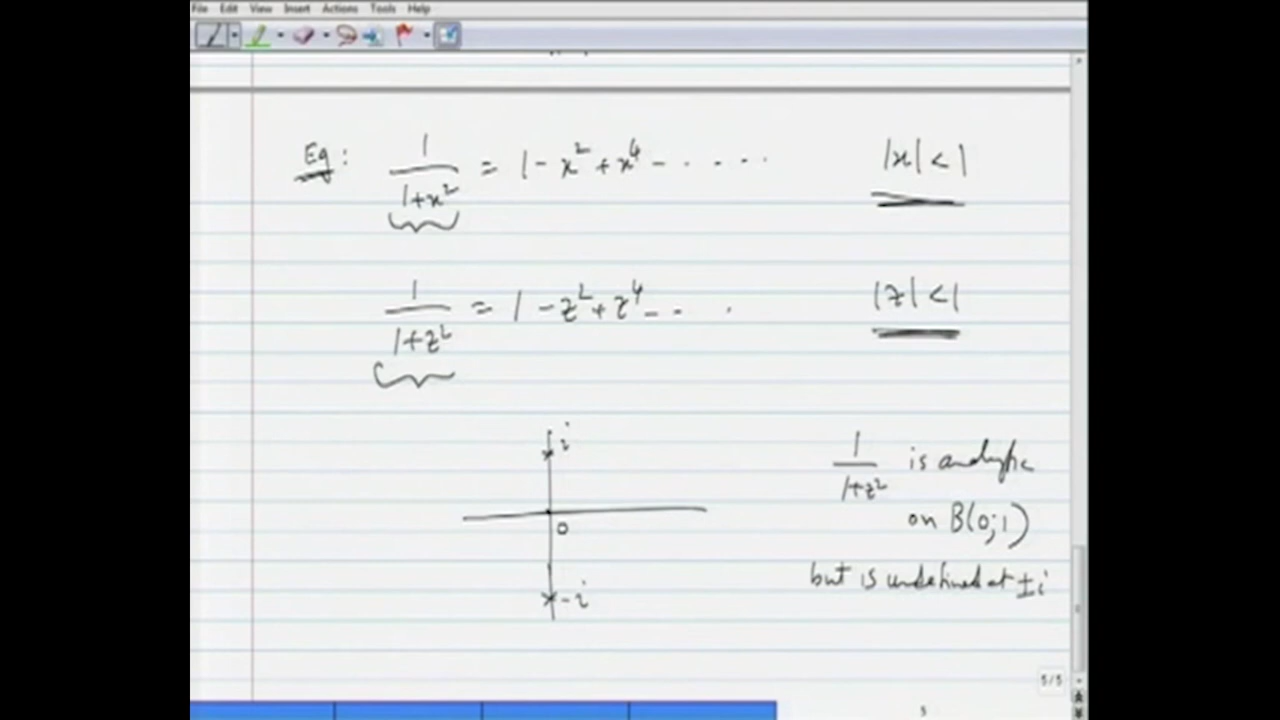 File Edit View Insert Actions Tools Help
Eg: 1/(1+x²) = 1 - x² + x⁴ - ..... |x| < 1
1/(1+z²) = 1 - z² + z⁴ - .. . |z| < 1
i
0
-i
1/(1+z²) is analytic
on B(0;1)
but is undefined at ±i
5/5
5